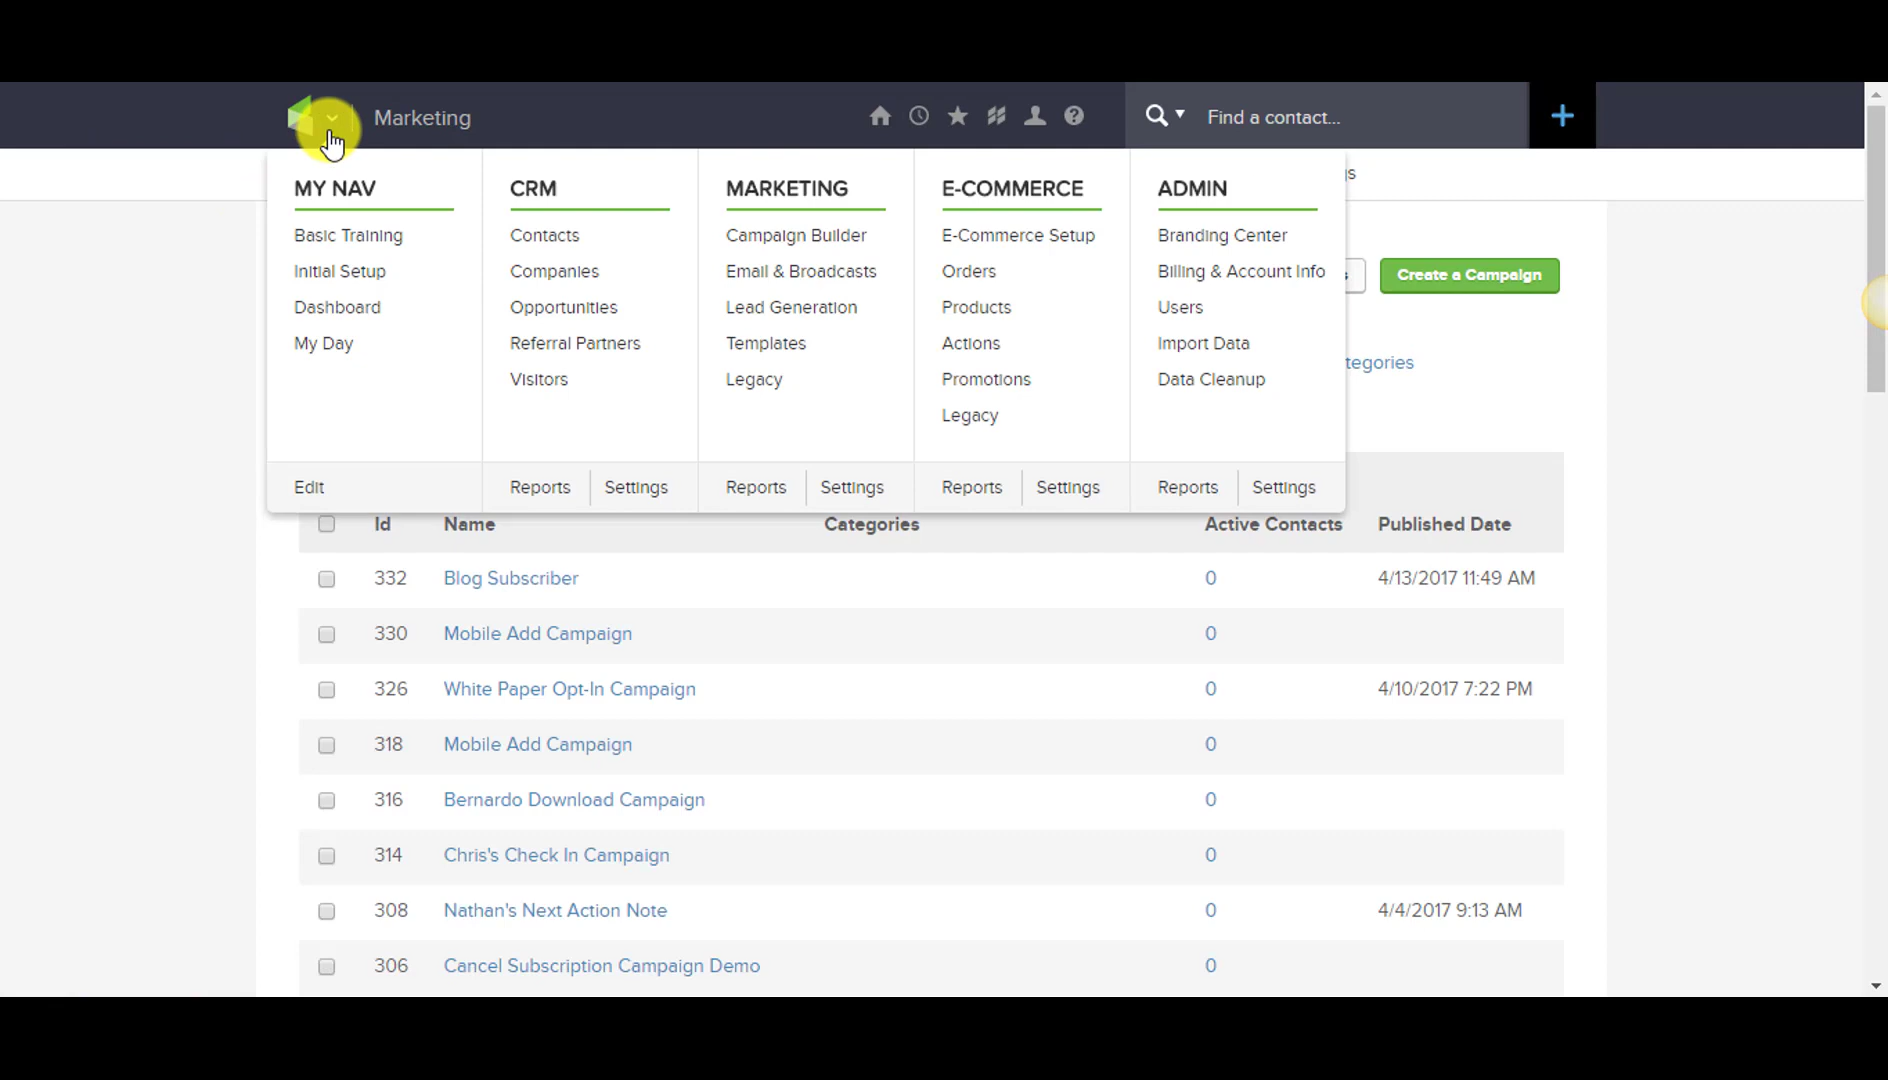 Marketing
Find a contact...
MY NAV
Basic Training
Initial Setup
Dashboard
My Day
Edit
CRM
Contacts
Companies
Opportunities
Referral Partners
Visitors
Reports
Settings
MARKETING
Campaign Builder
Email & Broadcasts
Lead Generation
Templates
Legacy
Reports
Settings
E-COMMERCE
E-Commerce Setup
Orders
Products
Actions
Promotions
Legacy
Reports
Settings
ADMIN
Branding Center
Billing & Account Info
Users
Import Data
Data Cleanup
Reports
Settings
Create a Campaign
Id Name Categories Active Contacts Published Date
332 Blog Subscriber 0 4/13/2017 11:49 AM
330 Mobile Add Campaign 0
326 White Paper Opt-In Campaign 0 4/10/2017 7:22 PM
318 Mobile Add Campaign 0
316 Bernardo Download Campaign 0
314 Chris's Check In Campaign 0
308 Nathan's Next Action Note 0 4/4/2017 9:13 AM
306 Cancel Subscription Campaign Demo 0